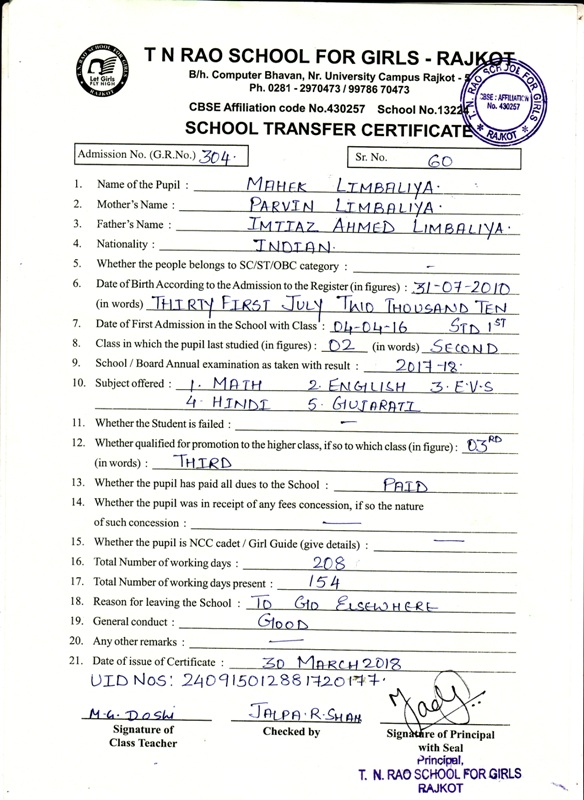 T. N. RAO SCHOOL FOR GIRLS
Let Girls
FLY HIGH
RAJKOT
T N RAO SCHOOL FOR GIRLS - RAJKOT
B/h. Computer Bhavan, Nr. University Campus Rajkot - 5
Ph. 0281 - 2970473 / 99786 70473
CBSE Affiliation code No.430257 School No.13224
T. N. RAO SCHOOL FOR GIRLS
CBSE : AFFILIATION
No. 430257
* RAJKOT *
SCHOOL TRANSFER CERTIFICATE
Admission No. (G.R.No.) 304.
Sr. No. 60
1. Name of the Pupil : MAHEK LIMBALIYA.
2. Mother's Name : PARVIN LIMBALIYA.
3. Father's Name : IMTIAZ AHMED LIMBALIYA.
4. Nationality : INDIAN.
5. Whether the people belongs to SC/ST/OBC category : -
6. Date of Birth According to the Admission to the Register (in figures) : 31-07-2010
(in words) THIRTY FIRST JULY TWO THOUSAND TEN
7. Date of First Admission in the School with Class : 04-04-16 STD 1ST
8. Class in which the pupil last studied (in figures) : 02 (in words) SECOND
9. School / Board Annual examination as taken with result : 2017-18.
10. Subject offered : 1. MATH 2. ENGLISH 3. E.V.S
4. HINDI 5. GUJARATI
11. Whether the Student is failed : —
12. Whether qualified for promotion to the higher class, if so to which class (in figure) : 03RD
(in words) : THIRD
13. Whether the pupil has paid all dues to the School : PAID
14. Whether the pupil was in receipt of any fees concession, if so the nature
of such concession : —
15. Whether the pupil is NCC cadet / Girl Guide (give details) : —
16. Total Number of working days : 208
17. Total Number of working days present : 154
18. Reason for leaving the School : TO GO ELSEWHERE
19. General conduct : GOOD
20. Any other remarks : —
21. Date of issue of Certificate : 30 MARCH 2018
UID NOS: 240915012881720177.
M.G. DOSHI JALPA.R.SHAH
Signature of
Class Teacher
Checked by
Signature of Principal
with Seal
Principal,
T. N. RAO SCHOOL FOR GIRLS
RAJKOT